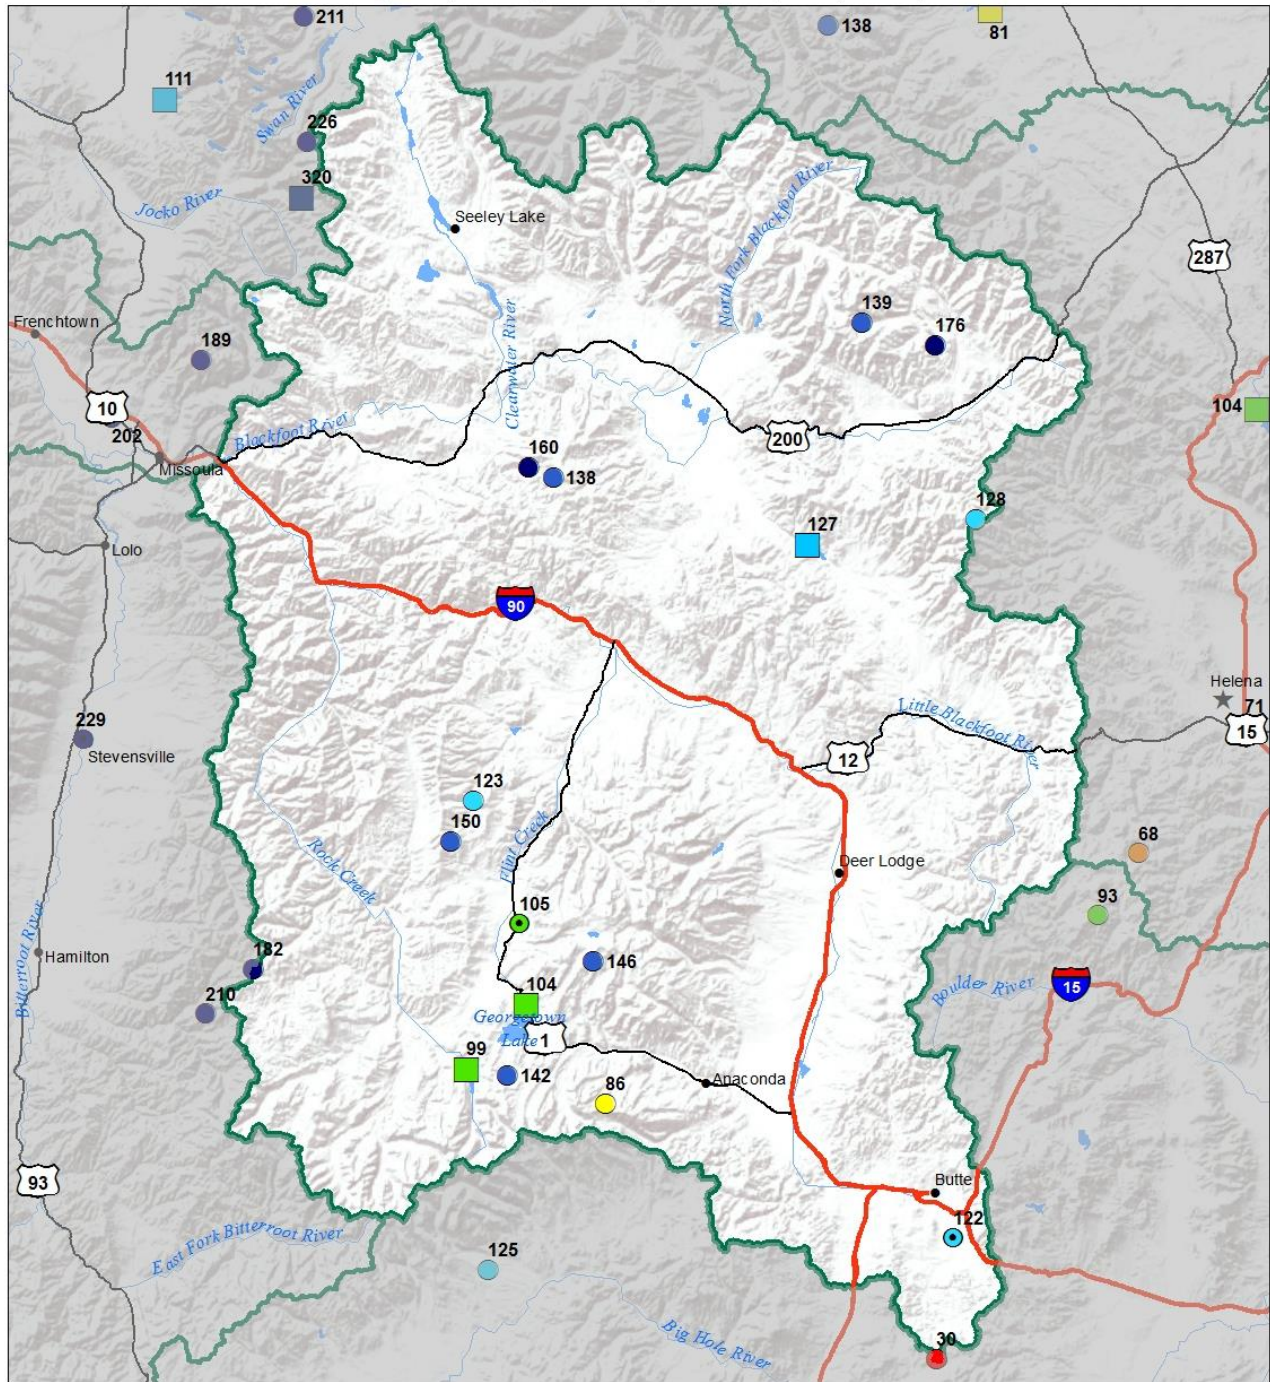 211
138
81
111
Swan River
226
320
Jocko River
Seeley Lake
North Fork Blackfoot River
287
Frenchtown
139
176
189
Clearwater River
10
202
104
Blackfoot River
200
Missoula
160
138
128
127
Lolo
90
Helena
71
15
229
Stevensville
Little Blackfoot River
12
123
150
Flint Creek
Rock Creek
Deer Lodge
68
93
105
Bitterroot River
Hamilton
182
146
210
104
Georgetown
Lake
1
Boulder River
15
99
142
86
Anaconda
93
Butte
122
East Fork Bitterroot River
125
Big Hole River
30